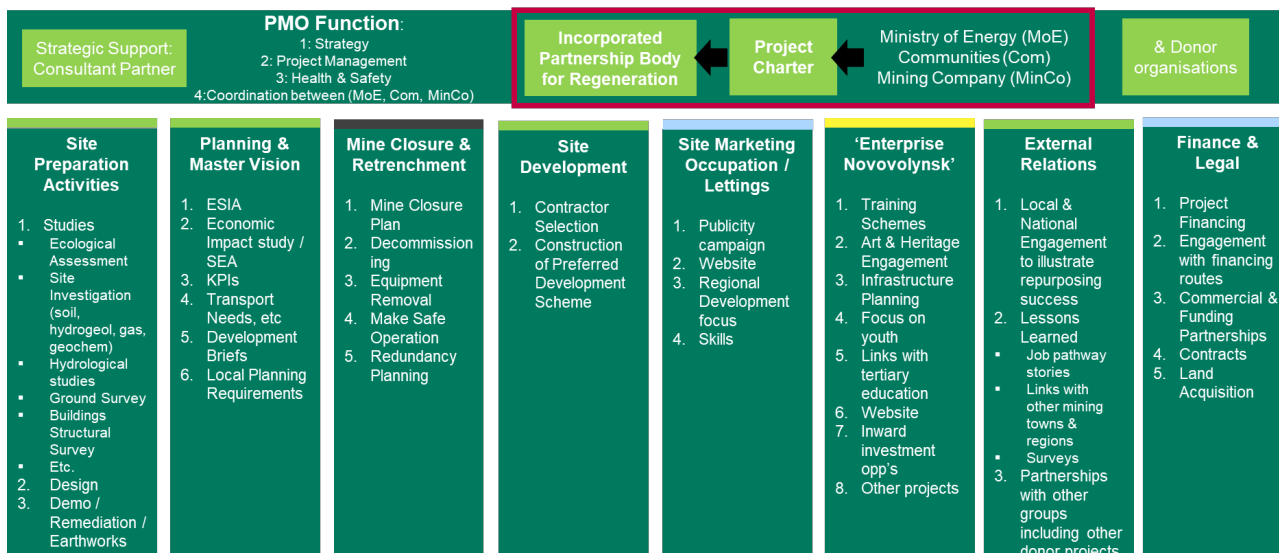 PMO Function:
1: Strategy
2: Project Management
3: Health & Safety
4:Coordination between (MoE, Com, MinCo)
Strategic Support:
Consultant Partner
Incorporated
Partnership Body
for Regeneration
Project
Charter
Ministry of Energy (MoE)
Communities (Com)
Mining Company (MinCo)
& Donor
organisations
Site
Preparation
Activities
1. Studies
▪ Ecological
Assessment
▪ Site
Investigation
(soil,
hydrogeol, gas,
geochem)
▪ Hydrological
studies
▪ Ground Survey
▪ Buildings
Structural
Survey
▪ Etc.
2. Design
3. Demo /
Remediation /
Earthworks
Planning &
Master Vision
1. ESIA
2. Economic
Impact study /
SEA
3. KPIs
4. Transport
Needs, etc
5. Development
Briefs
6. Local Planning
Requirements
Mine Closure &
Retrenchment
1. Mine Closure
Plan
2. Decommission
ing
3. Equipment
Removal
4. Make Safe
Operation
5. Redundancy
Planning
Site
Development
1. Contractor
Selection
2. Construction
of Preferred
Development
Scheme
Site Marketing
Occupation /
Lettings
1. Publicity
campaign
2. Website
3. Regional
Development
focus
4. Skills
‘Enterprise
Novovolynsk’
1. Training
Schemes
2. Art & Heritage
Engagement
3. Infrastructure
Planning
4. Focus on
youth
5. Links with
tertiary
education
6. Website
7. Inward
investment
opp’s
8. Other projects
External
Relations
1. Local &
National
Engagement
to illustrate
repurposing
success
2. Lessons
Learned
▪ Job pathway
stories
▪ Links with
other mining
towns &
regions
▪ Surveys
3. Partnerships
with other
groups
including other
donor projects
Finance &
Legal
1. Project
Financing
2. Engagement
with financing
routes
3. Commercial &
Funding
Partnerships
4. Contracts
5. Land
Acquisition